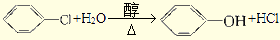 Cl+H₂O 醇 △ OH+HCl